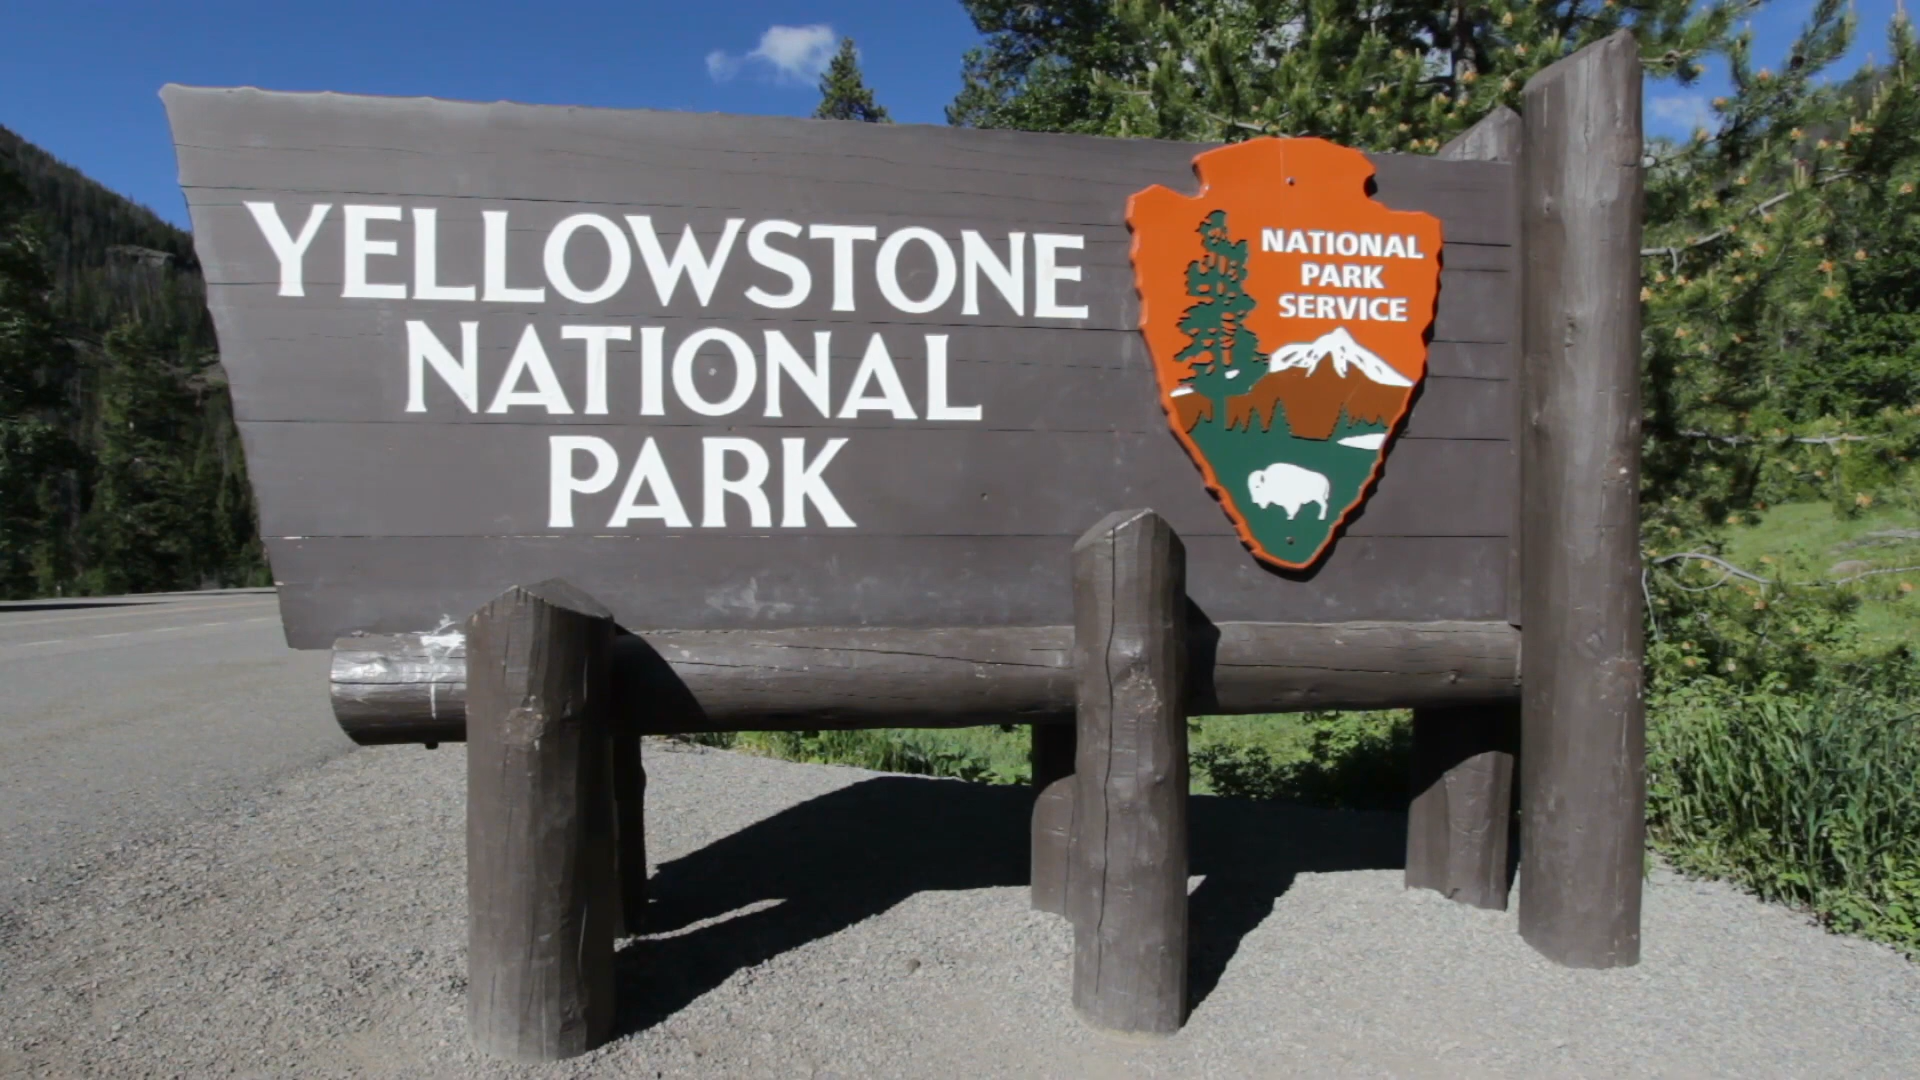 YELLOWSTONE
NATIONAL
PARK
NATIONAL
PARK
SERVICE